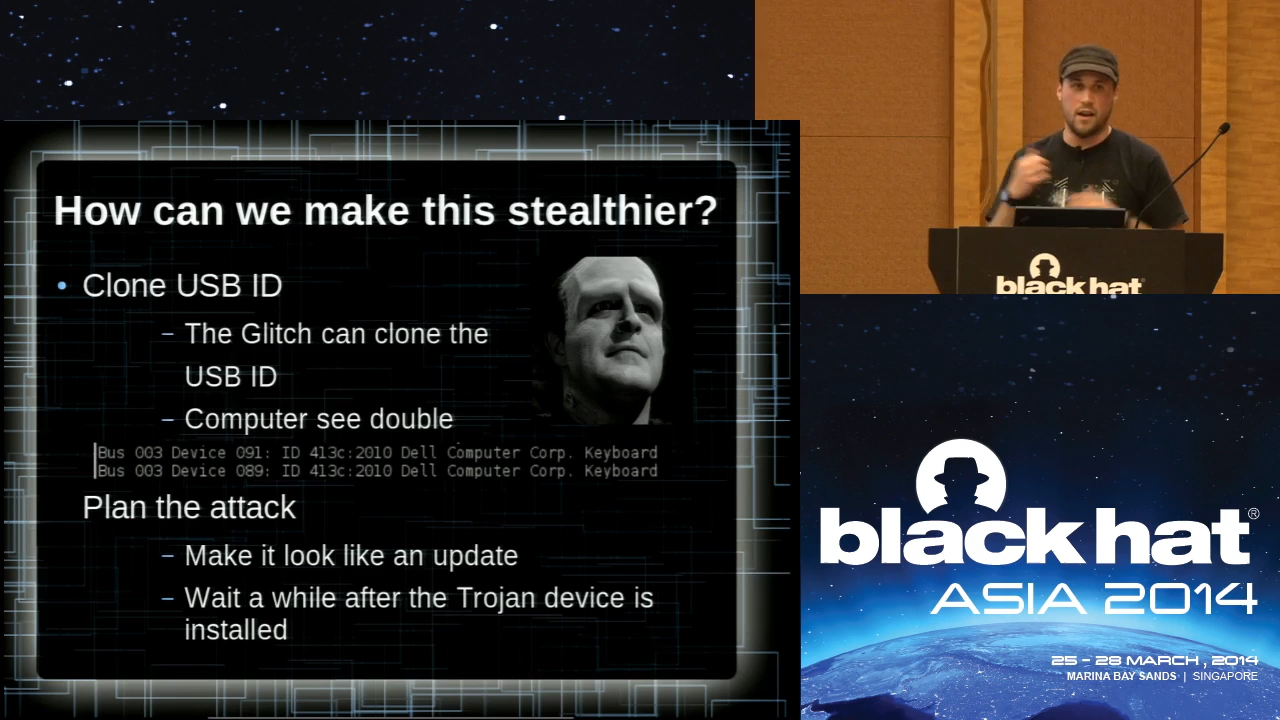 How can we make this stealthier?
• Clone USB ID
– The Glitch can clone the
USB ID
– Computer see double
Bus 003 Device 091: ID 413c:2010 Dell Computer Corp. Keyboard
Bus 003 Device 089: ID 413c:2010 Dell Computer Corp. Keyboard
Plan the attack
– Make it look like an update
– Wait a while after the Trojan device is
installed
black hat
black hat®
ASIA 2014
25 - 28 MARCH , 2014
MARINA BAY SANDS | SINGAPORE